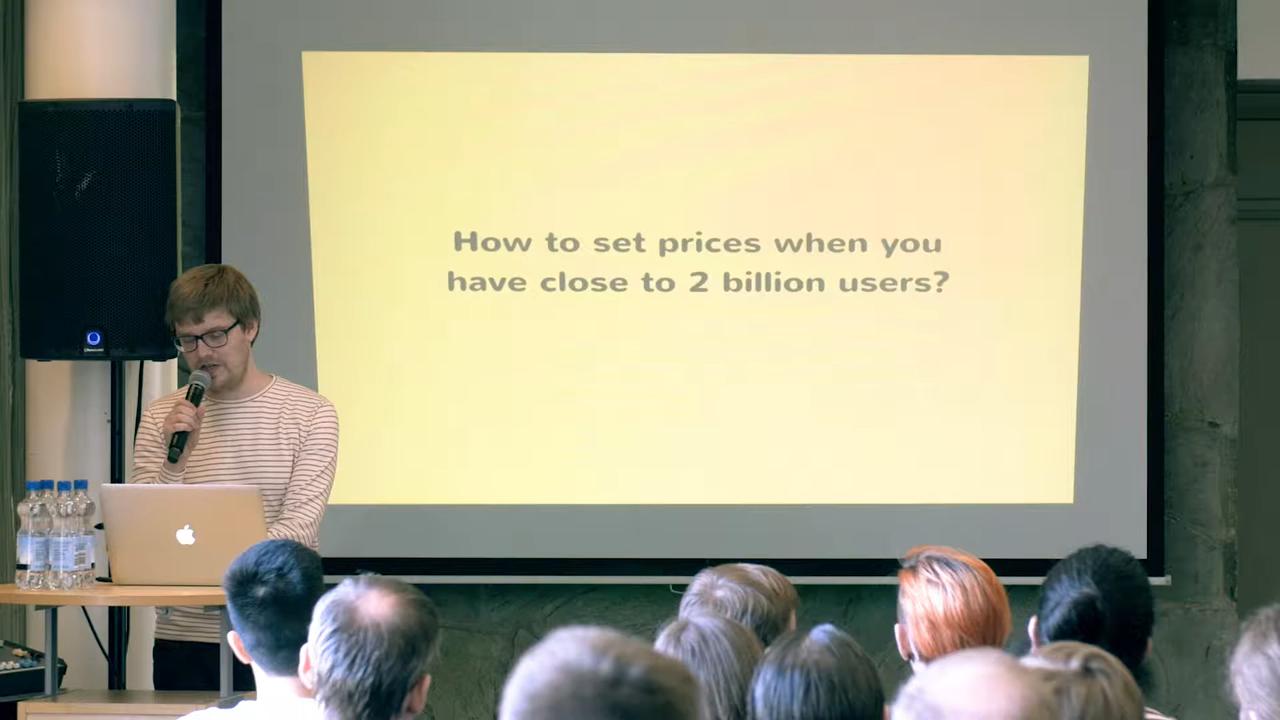 How to set prices when you
have close to 2 billion users?